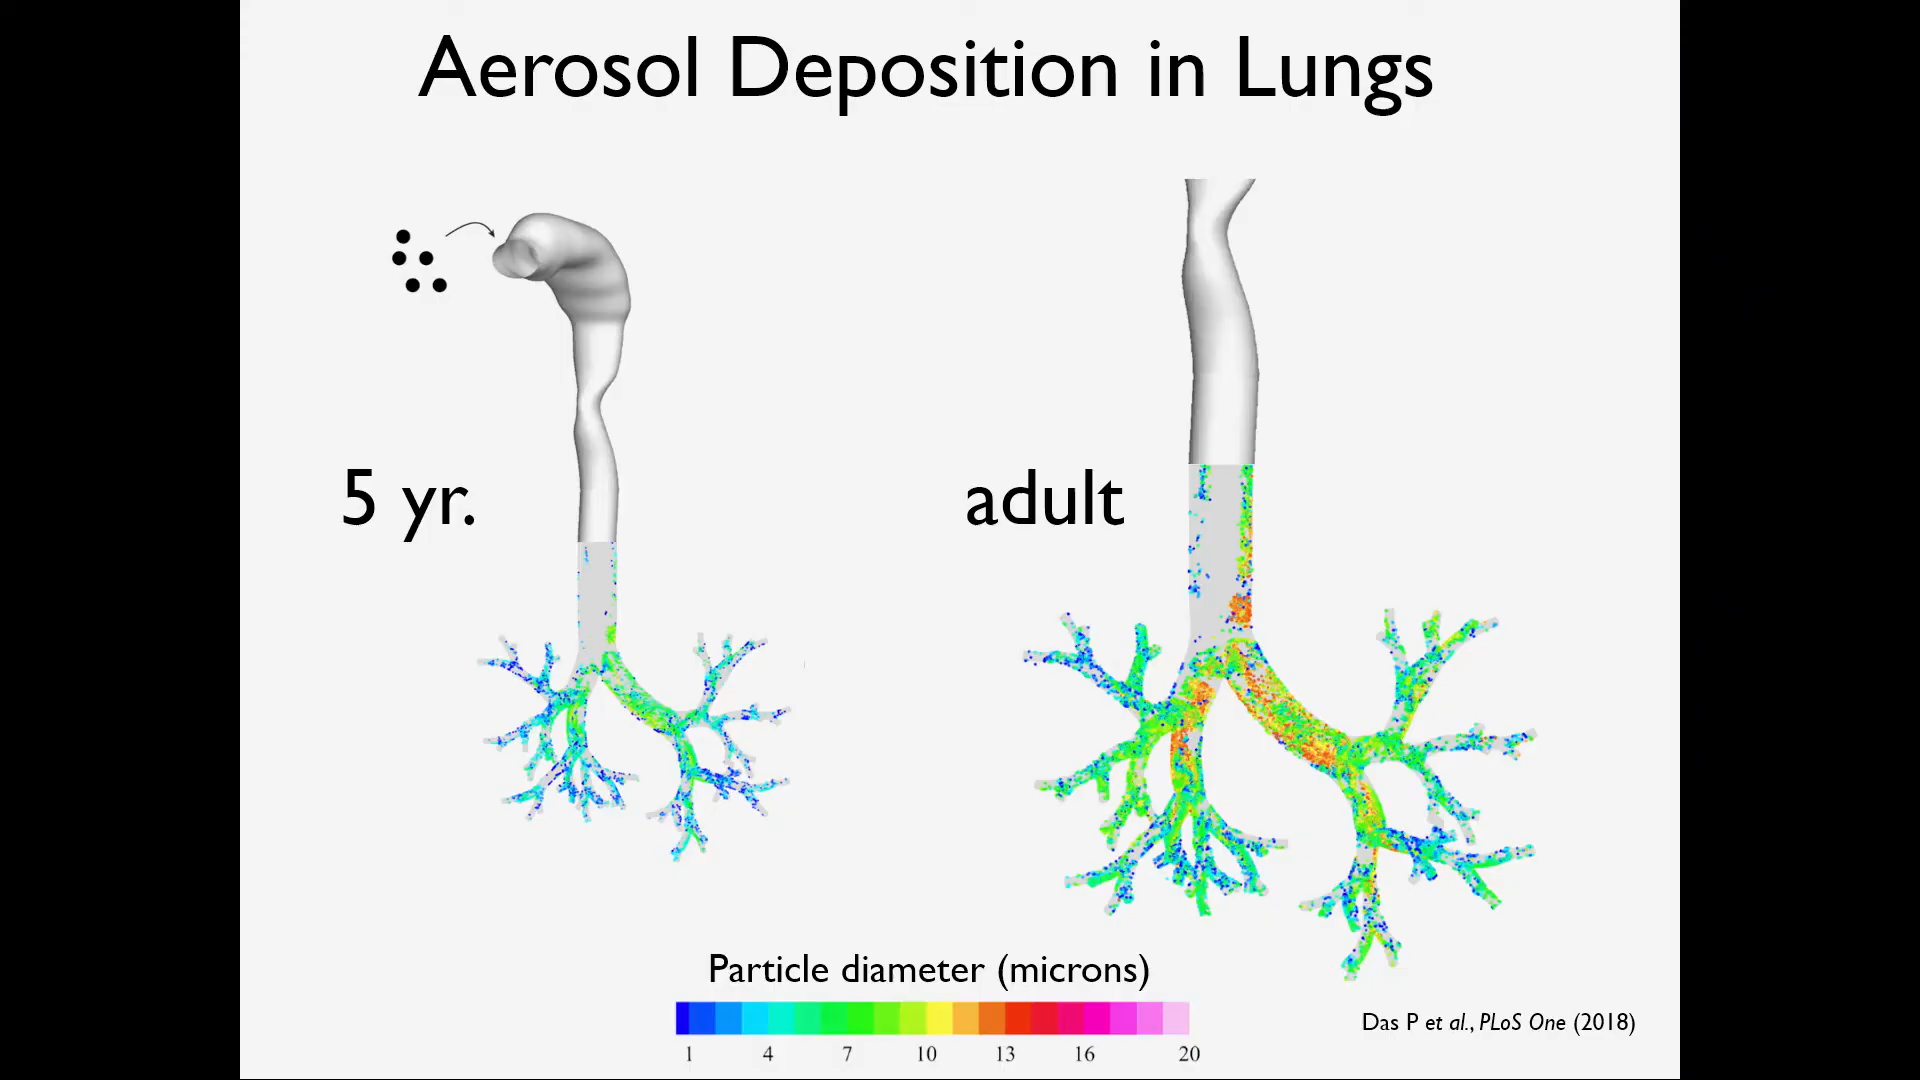 Aerosol Deposition in Lungs
5 yr.
adult
Particle diameter (microns)
1 4 7 10 13 16 20
Das P et al., PLoS One (2018)